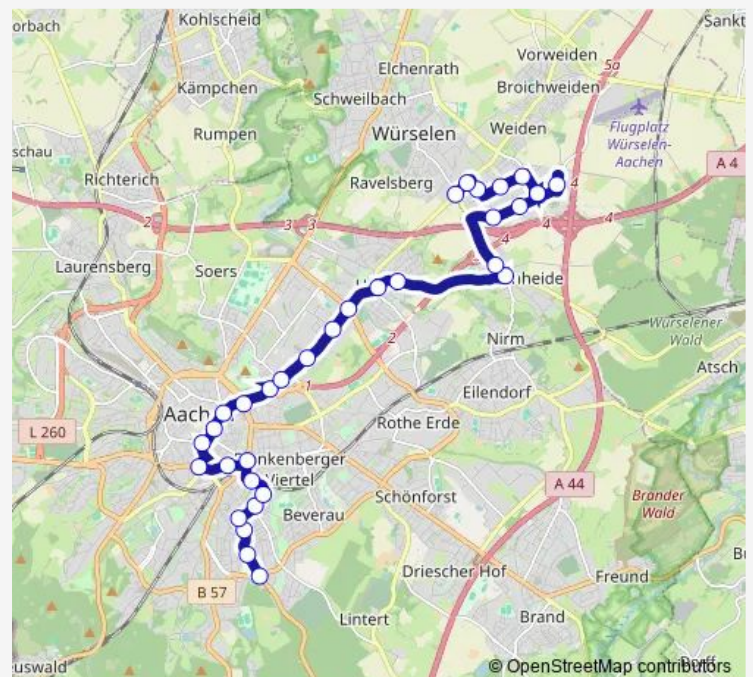 orbach
Kohlscheid
Sankt
Vorweiden
Elchenrath
5a
Kämpchen
Broichweiden
Schweilbach
Rumpen
Würselen
Weiden
Flugplatz
Würselen-
Aachen
schau
A 4
Richterich
Ravelsberg
4
2
3
3
4
4
4
Laurensberg
Soers
nheide
Würselener
Wald
2
Nirm
Atsch
1
Eilendorf
Aach
Rothe Erde
L 260
nkenberger
Viertel
A 44
Brander
Wald
Schönforst
Beverau
Driescher Hof
Freund
B 57
Lintert
Brand
uswald
© OpenStreetMap contributors